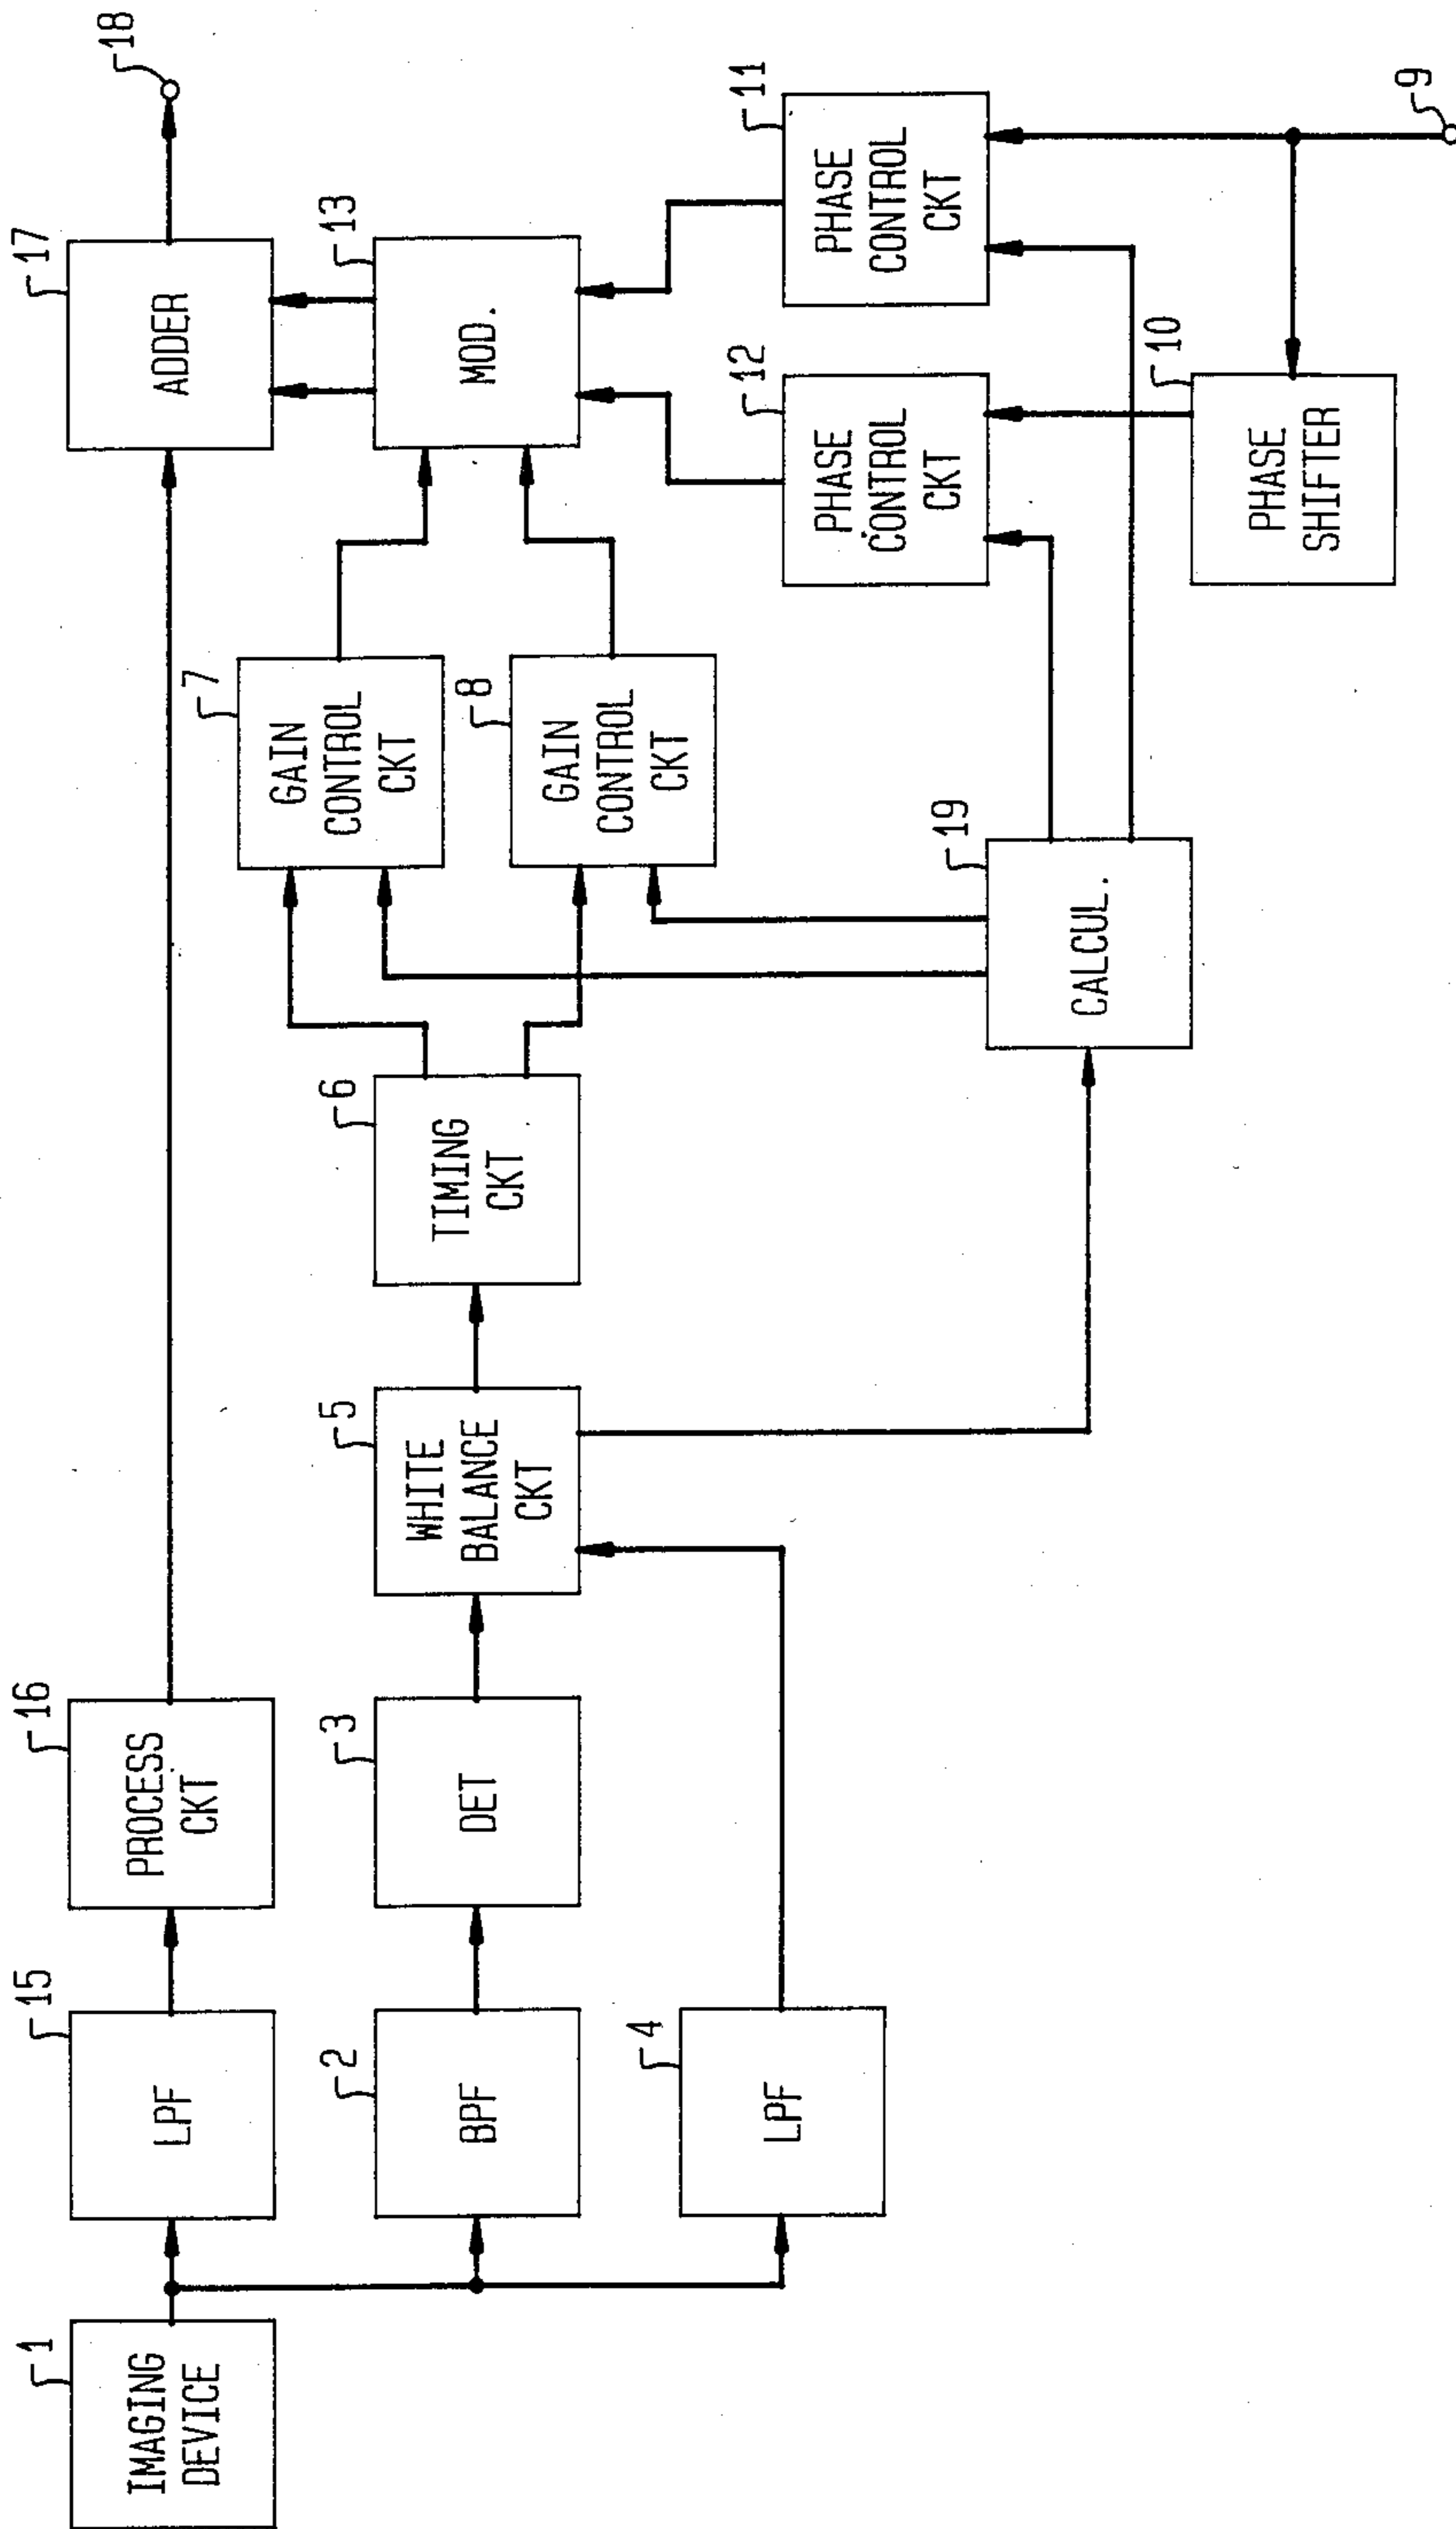 1
IMAGING
DEVICE
15
LPF
16
PROCESS
CKT
17
ADDER
18
2
BPF
3
DET
5
WHITE
BALANCE
CKT
6
TIMING
CKT
7
GAIN
CONTROL
CKT
8
GAIN
CONTROL
CKT
13
MOD.
4
LPF
19
CALCUL.
12
PHASE
CONTROL
CKT
11
PHASE
CONTROL
CKT
10
PHASE
SHIFTER
9